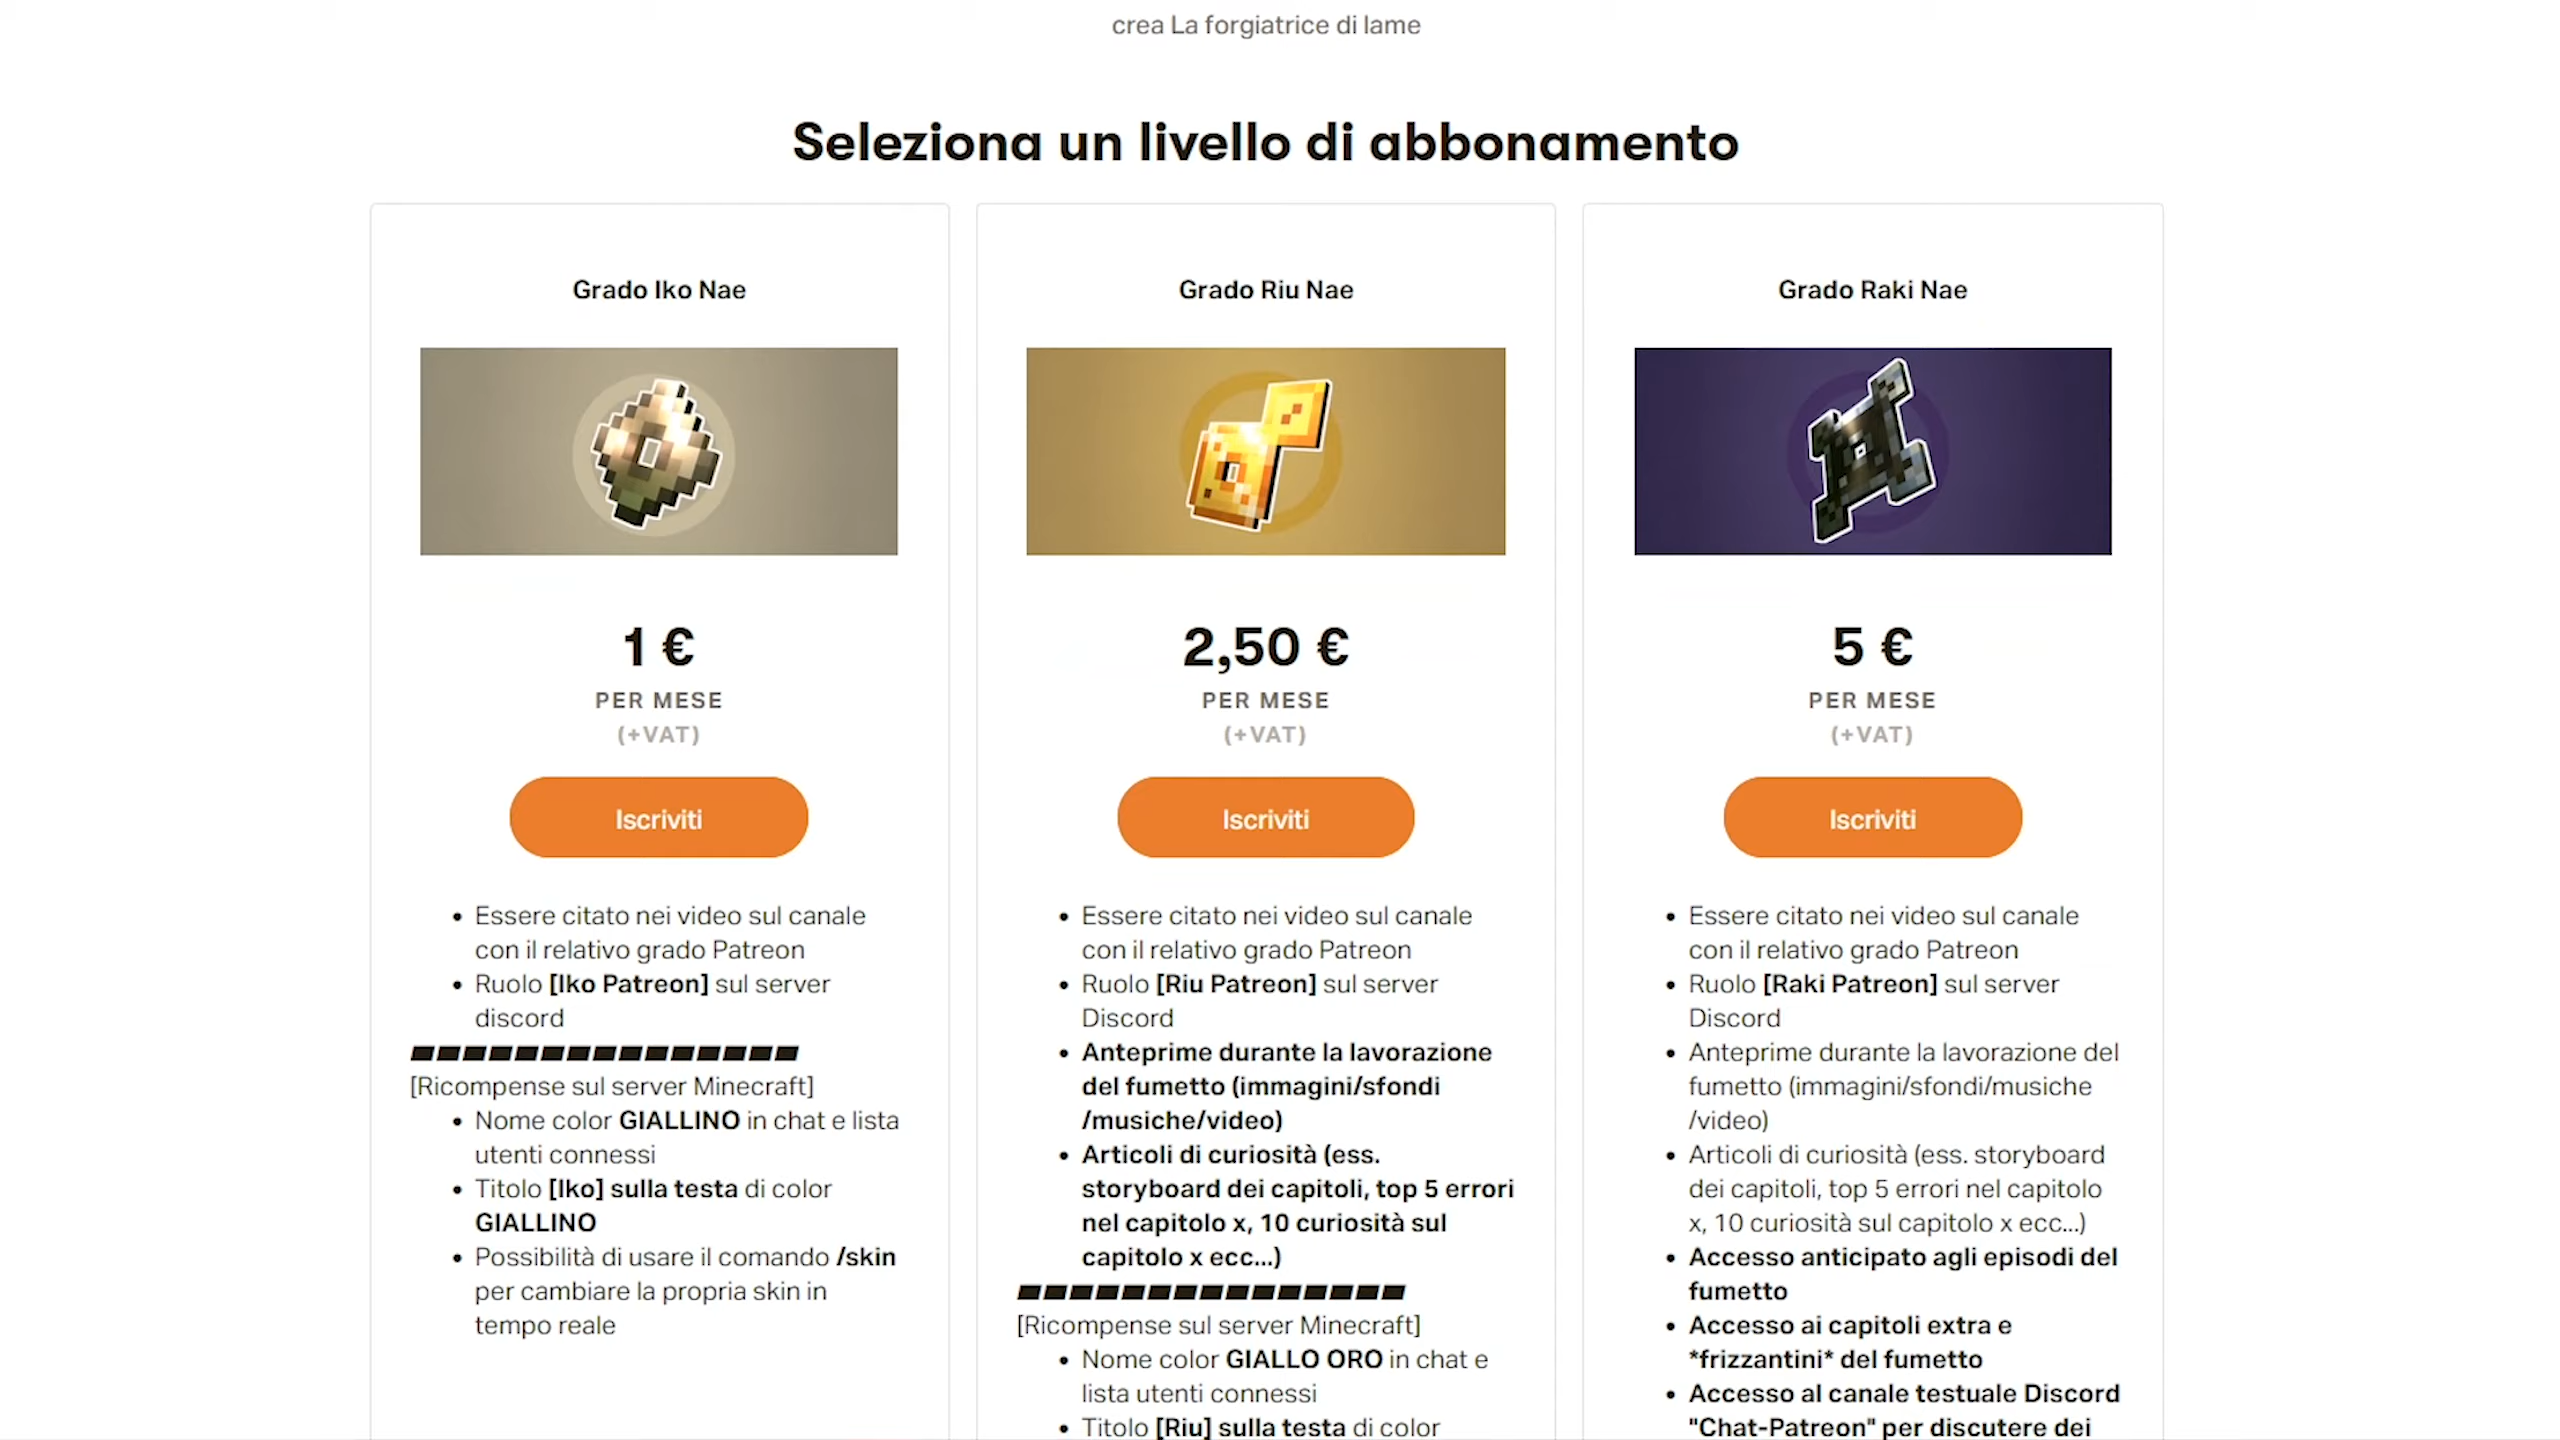 crea La forgiatrice di lame
Seleziona un livello di abbonamento
Grado Iko Nae
1 €
PER MESE
(+VAT)
Iscriviti
• Essere citato nei video sul canale
con il relativo grado Patreon
• Ruolo [Iko Patreon] sul server
discord
▰▰▰▰▰▰▰▰▰▰▰▰▰▰▰
[Ricompense sul server Minecraft]
• Nome color GIALLINO in chat e lista
utenti connessi
• Titolo [Iko] sulla testa di color
GIALLINO
• Possibilità di usare il comando /skin
per cambiare la propria skin in
tempo reale
Grado Riu Nae
2,50 €
PER MESE
(+VAT)
Iscriviti
• Essere citato nei video sul canale
con il relativo grado Patreon
• Ruolo [Riu Patreon] sul server
Discord
• Anteprime durante la lavorazione
del fumetto (immagini/sfondi
/musiche/video)
• Articoli di curiosità (ess.
storyboard dei capitoli, top 5 errori
nel capitolo x, 10 curiosità sul
capitolo x ecc...)
▰▰▰▰▰▰▰▰▰▰▰▰▰▰▰
[Ricompense sul server Minecraft]
• Nome color GIALLO ORO in chat e
lista utenti connessi
• Titolo [Riu] sulla testa di color
Grado Raki Nae
5 €
PER MESE
(+VAT)
Iscriviti
• Essere citato nei video sul canale
con il relativo grado Patreon
• Ruolo [Raki Patreon] sul server
Discord
• Anteprime durante la lavorazione del
fumetto (immagini/sfondi/musiche
/video)
• Articoli di curiosità (ess. storyboard
dei capitoli, top 5 errori nel capitolo
x, 10 curiosità sul capitolo x ecc...)
• Accesso anticipato agli episodi del
fumetto
• Accesso ai capitoli extra e
*frizzantini* del fumetto
• Accesso al canale testuale Discord
"Chat-Patreon" per discutere dei